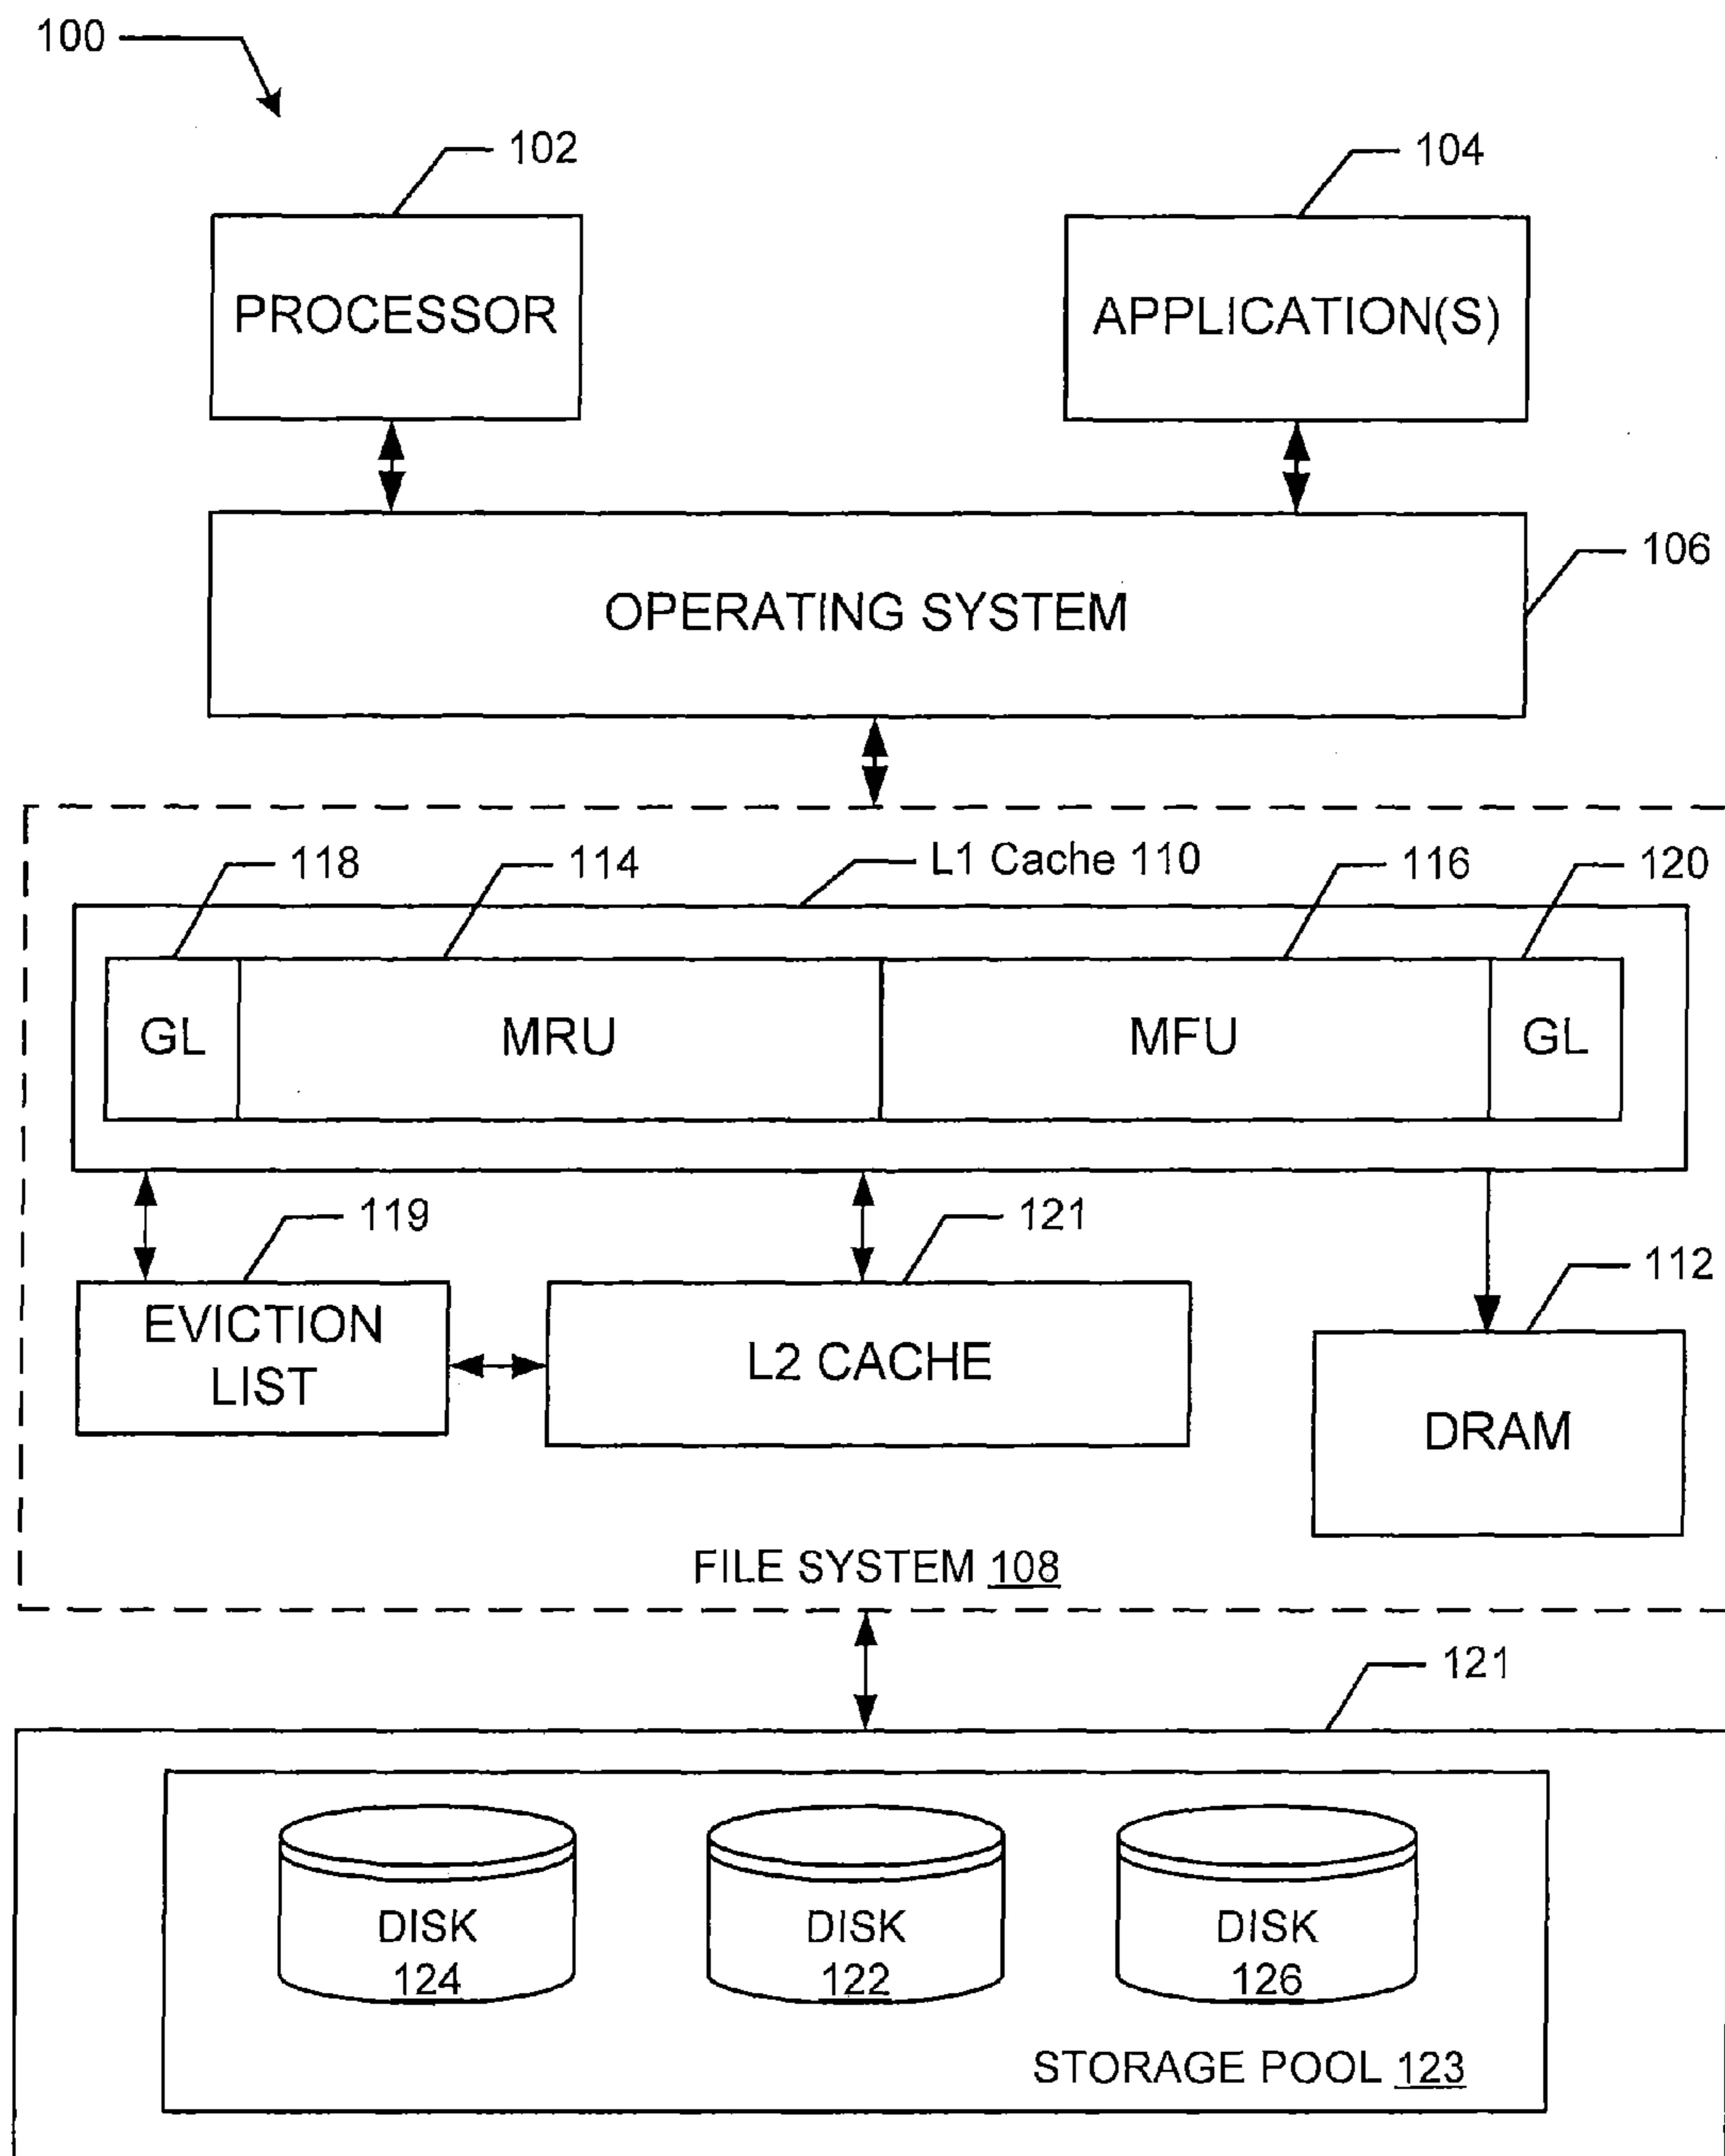 100
102
104
PROCESSOR
APPLICATION(S)
106
OPERATING SYSTEM
118
114
L1 Cache 110
116
120
GL
MRU
MFU
GL
119
121
112
EVICTION
LIST
L2 CACHE
DRAM
FILE SYSTEM 108
121
DISK
124
DISK
122
DISK
126
STORAGE POOL 123